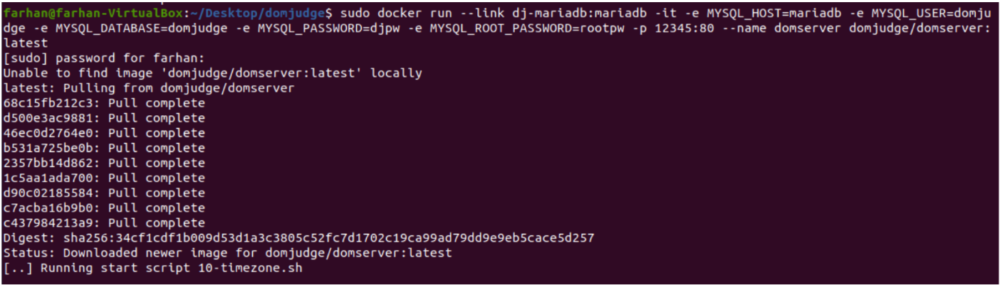 farhan@farhan-VirtualBox:~/Desktop/domjudge$ sudo docker run --link dj-mariadb:mariadb -it -e MYSQL_HOST=mariadb -e MYSQL_USER=domju
dge -e MYSQL_DATABASE=domjudge -e MYSQL_PASSWORD=djpw -e MYSQL_ROOT_PASSWORD=rootpw -p 12345:80 --name domserver domjudge/domserver:
latest
[sudo] password for farhan:
Unable to find image 'domjudge/domserver:latest' locally
latest: Pulling from domjudge/domserver
68c15fb212c3: Pull complete
d500e3ac9881: Pull complete
46ec0d2764e0: Pull complete
b531a725be0b: Pull complete
2357bb14d862: Pull complete
1c5aa1ada700: Pull complete
d90c02185584: Pull complete
c7acba16b9b0: Pull complete
c437984213a9: Pull complete
Digest: sha256:34cf1cdf1b009d53d1a3c3805c52fc7d1702c19ca99ad79dd9e9eb5cace5d257
Status: Downloaded newer image for domjudge/domserver:latest
[..] Running start script 10-timezone.sh